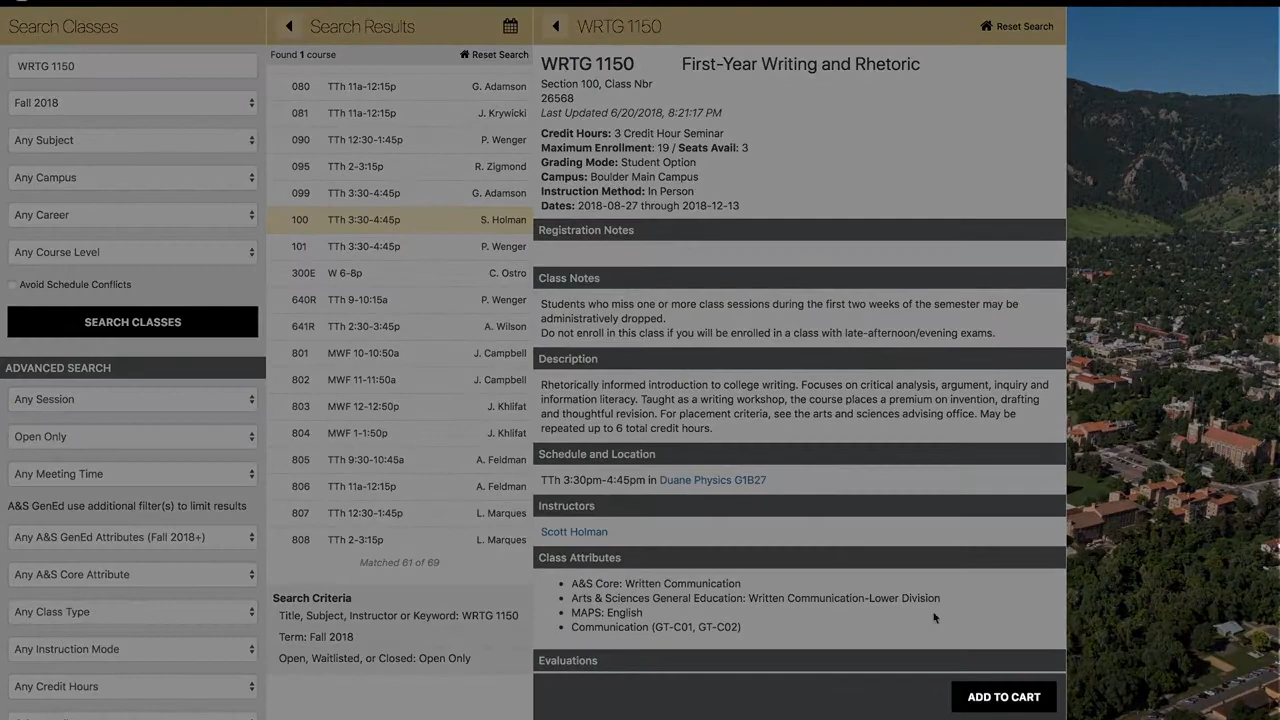 Search Classes
WRTG 1150
Fall 2018
Any Subject
Any Campus
Any Career
Any Course Level
Avoid Schedule Conflicts
SEARCH CLASSES
ADVANCED SEARCH
Any Session
Open Only
Any Meeting Time
A&S GenEd use additional filter(s) to limit results
Any A&S GenEd Attributes (Fall 2018+)
Any A&S Core Attribute
Any Class Type
Any Instruction Mode
Any Credit Hours
Search Results
Found 1 course Reset Search
080 TTh 11a-12:15p G. Adamson
081 TTh 11a-12:15p J. Krywicki
090 TTh 12:30-1:45p P. Wenger
095 TTh 2-3:15p R. Zigmond
099 TTh 3:30-4:45p G. Adamson
100 TTh 3:30-4:45p S. Holman
101 TTh 3:30-4:45p P. Wenger
300E W 6-8p C. Ostro
640R TTh 9-10:15a P. Wenger
641R TTh 2:30-3:45p A. Wilson
801 MWF 10-10:50a J. Campbell
802 MWF 11-11:50a J. Campbell
803 MWF 12-12:50p J. Khlifat
804 MWF 1-1:50p J. Khlifat
805 TTh 9:30-10:45a A. Feldman
806 TTh 11a-12:15p A. Feldman
807 TTh 12:30-1:45p L. Marques
808 TTh 2-3:15p L. Marques
Matched 61 of 69
Search Criteria
Title, Subject, Instructor or Keyword: WRTG 1150
Term: Fall 2018
Open, Waitlisted, or Closed: Open Only
WRTG 1150 Reset Search
WRTG 1150 First-Year Writing and Rhetoric
Section 100, Class Nbr
26568
Last Updated 6/20/2018, 8:21:17 PM
Credit Hours: 3 Credit Hour Seminar
Maximum Enrollment: 19 / Seats Avail: 3
Grading Mode: Student Option
Campus: Boulder Main Campus
Instruction Method: In Person
Dates: 2018-08-27 through 2018-12-13
Registration Notes
Class Notes
Students who miss one or more class sessions during the first two weeks of the semester may be
administratively dropped.
Do not enroll in this class if you will be enrolled in a class with late-afternoon/evening exams.
Description
Rhetorically informed introduction to college writing. Focuses on critical analysis, argument, inquiry and
information literacy. Taught as a writing workshop, the course places a premium on invention, drafting
and thoughtful revision. For placement criteria, see the arts and sciences advising office. May be
repeated up to 6 total credit hours.
Schedule and Location
TTh 3:30pm-4:45pm in Duane Physics G1B27
Instructors
Scott Holman
Class Attributes
• A&S Core: Written Communication
• Arts & Sciences General Education: Written Communication-Lower Division
• MAPS: English
• Communication (GT-C01, GT-C02)
Evaluations
ADD TO CART